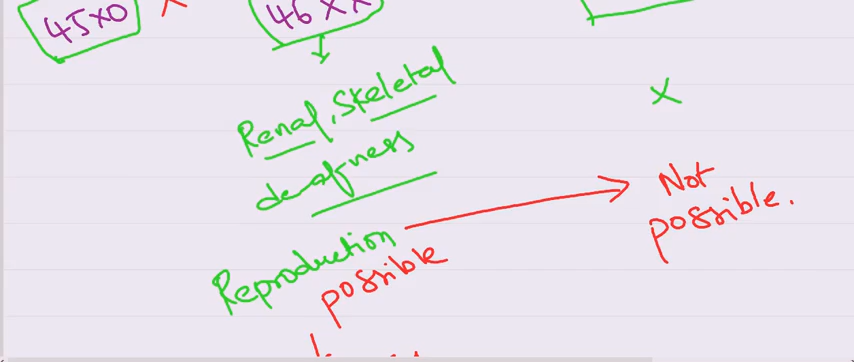 45XO
46XX
Renal, Skeletal
deafness
X
Reproduction
possible
Not
possible.